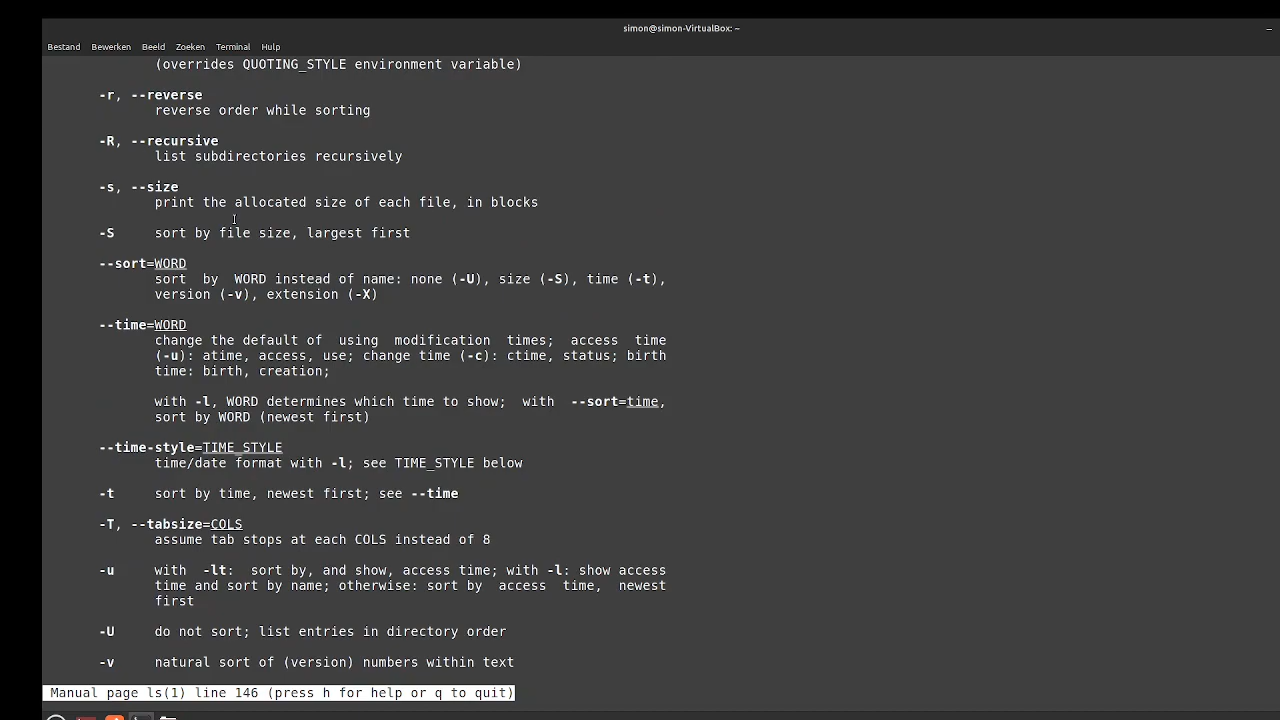 simon@simon-VirtualBox: ~
Bestand Bewerken Beeld Zoeken Terminal Hulp
(overrides QUOTING_STYLE environment variable)
-r, --reverse
reverse order while sorting
-R, --recursive
list subdirectories recursively
-s, --size
print the allocated size of each file, in blocks
-S sort by file size, largest first
--sort=WORD
sort by WORD instead of name: none (-U), size (-S), time (-t),
version (-v), extension (-X)
--time=WORD
change the default of using modification times; access time
(-u): atime, access, use; change time (-c): ctime, status; birth
time: birth, creation;
with -l, WORD determines which time to show; with --sort=time,
sort by WORD (newest first)
--time-style=TIME_STYLE
time/date format with -l; see TIME_STYLE below
-t sort by time, newest first; see --time
-T, --tabsize=COLS
assume tab stops at each COLS instead of 8
-u with -lt: sort by, and show, access time; with -l: show access
time and sort by name; otherwise: sort by access time, newest
first
-U do not sort; list entries in directory order
-v natural sort of (version) numbers within text
Manual page ls(1) line 146 (press h for help or q to quit)